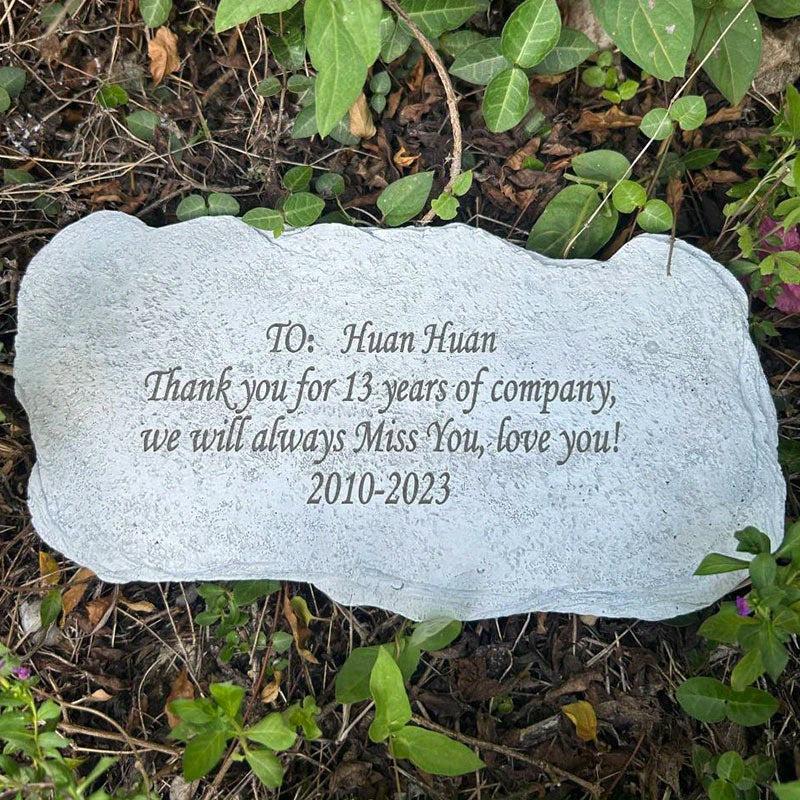 TO: Huan Huan
Thank you for 13 years of company,
we will always Miss You, love you!
2010-2023